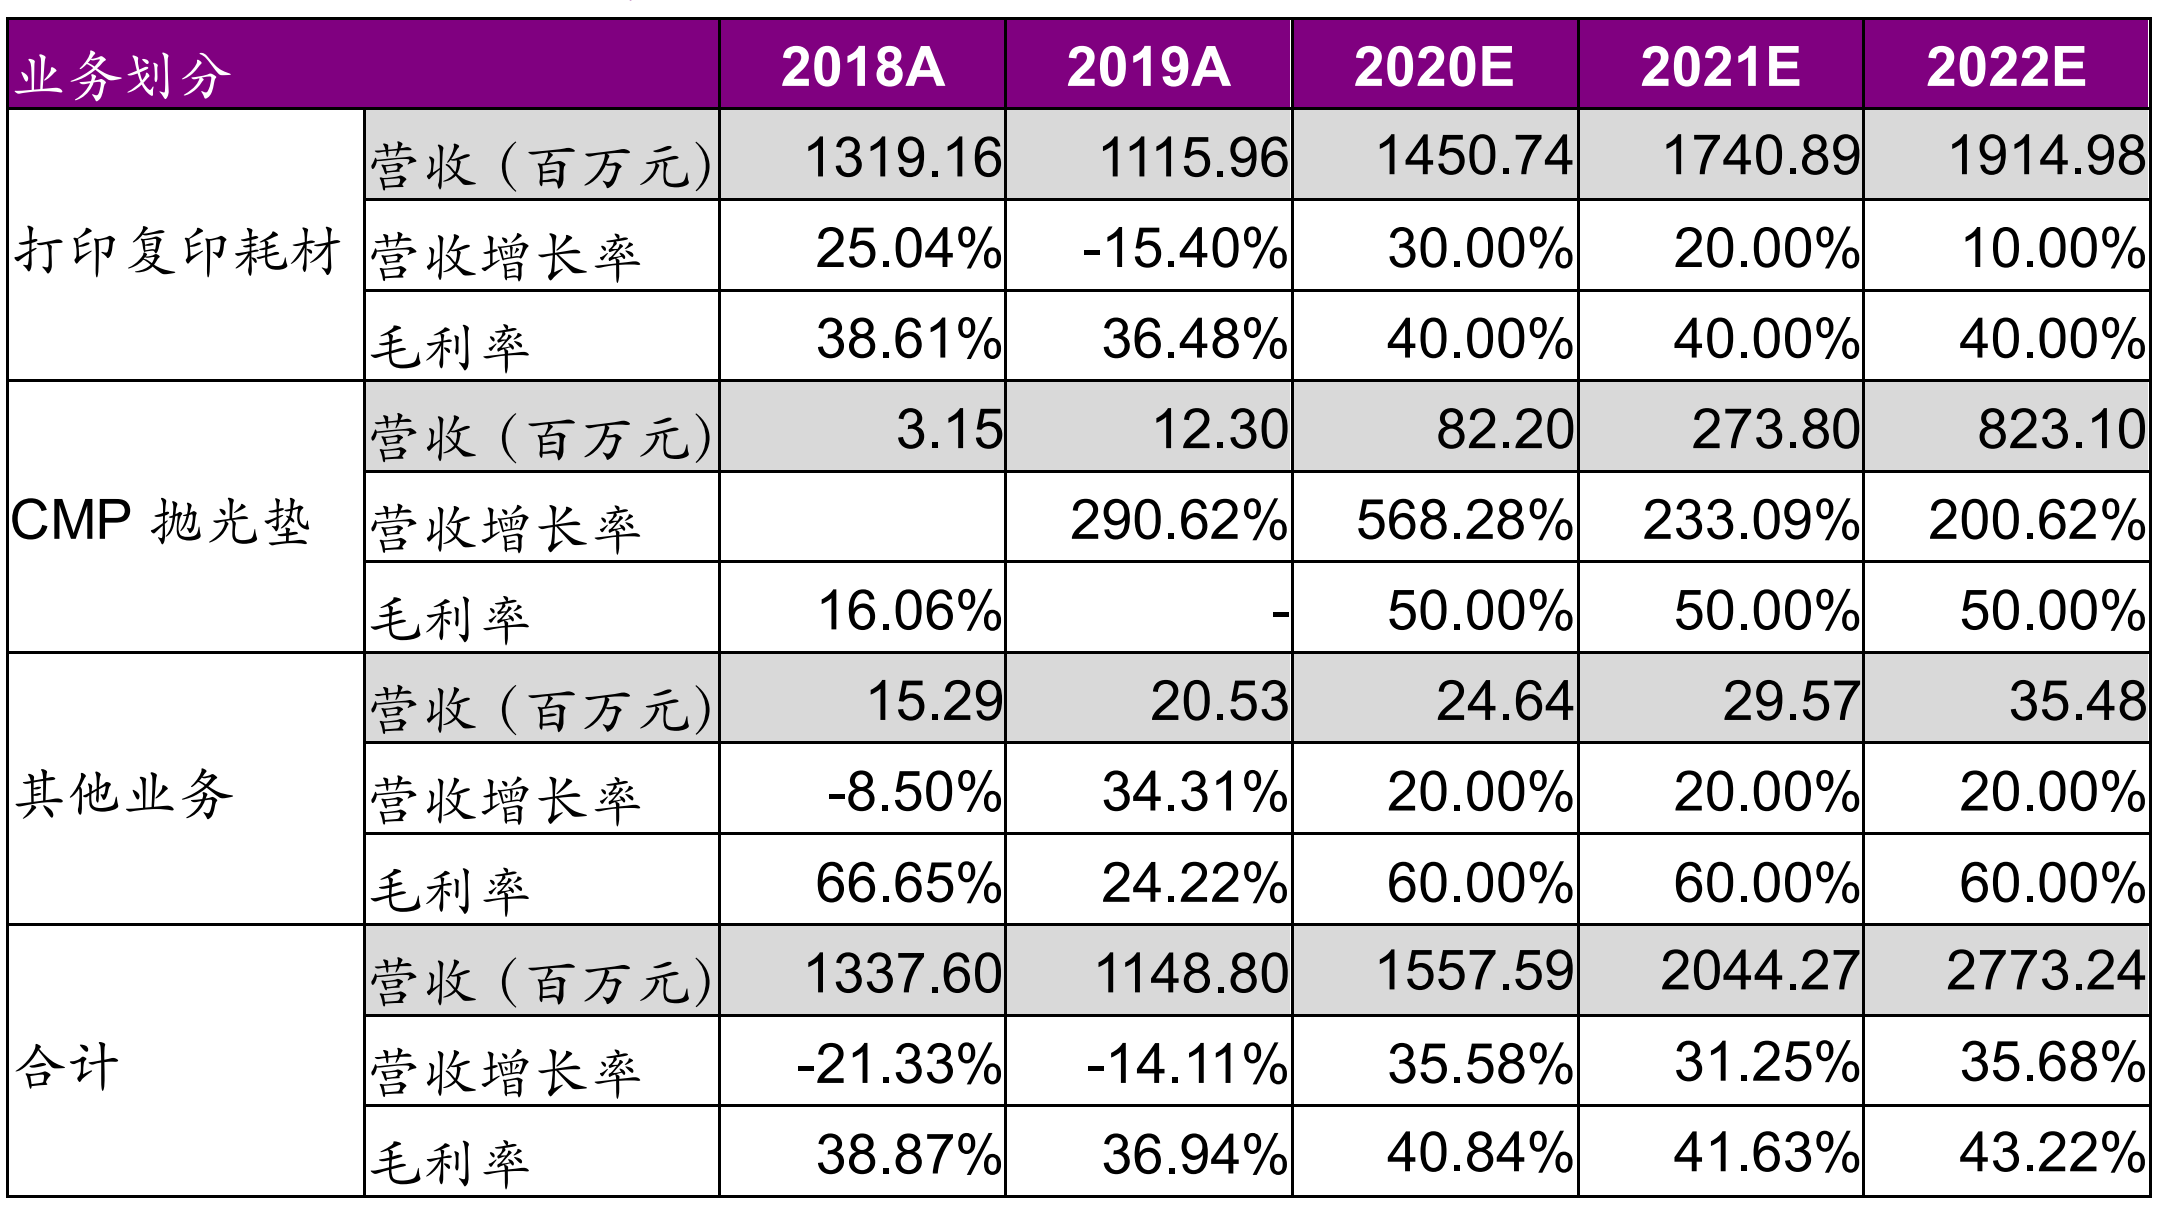 业务划分 2018A 2019A 2020E 2021E 2022E
打印复印耗材 营收(百万元) 1319.16 1115.96 1450.74 1740.89 1914.98
营收增长率 25.04% -15.40% 30.00% 20.00% 10.00%
毛利率 38.61% 36.48% 40.00% 40.00% 40.00%
CMP 抛光垫 营收(百万元) 3.15 12.30 82.20 273.80 823.10
营收增长率 290.62% 568.28% 233.09% 200.62%
毛利率 16.06% - 50.00% 50.00% 50.00%
其他业务 营收(百万元) 15.29 20.53 24.64 29.57 35.48
营收增长率 -8.50% 34.31% 20.00% 20.00% 20.00%
毛利率 66.65% 24.22% 60.00% 60.00% 60.00%
合计 营收(百万元) 1337.60 1148.80 1557.59 2044.27 2773.24
营收增长率 -21.33% -14.11% 35.58% 31.25% 35.68%
毛利率 38.87% 36.94% 40.84% 41.63% 43.22%